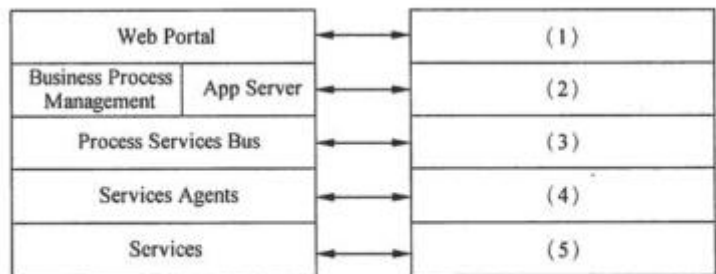 Web Portal
(1)
Business Process
Management
App Server
(2)
Process Services Bus
(3)
Services Agents
(4)
Services
(5)